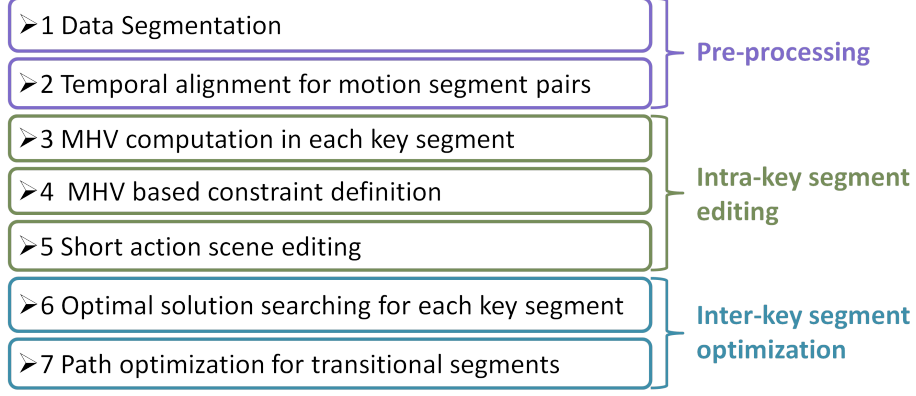 ➢1 Data Segmentation
➢2 Temporal alignment for motion segment pairs
Pre-processing
➢3 MHV computation in each key segment
➢4 MHV based constraint definition
➢5 Short action scene editing
Intra-key segment
editing
➢6 Optimal solution searching for each key segment
➢7 Path optimization for transitional segments
Inter-key segment
optimization